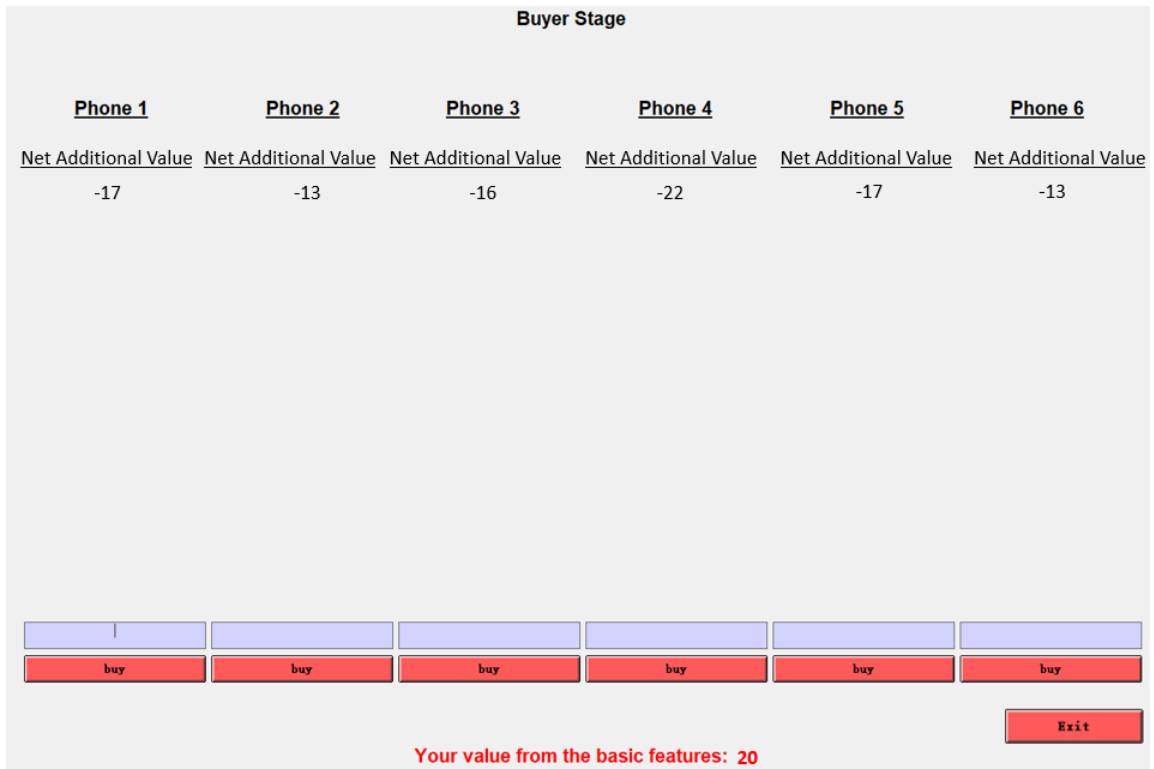 Buyer Stage
Phone 1 Phone 2 Phone 3 Phone 4 Phone 5 Phone 6
Net Additional Value Net Additional Value Net Additional Value Net Additional Value Net Additional Value Net Additional Value
-17 -13 -16 -22 -17 -13
buy buy buy buy buy buy
Exit
Your value from the basic features: 20